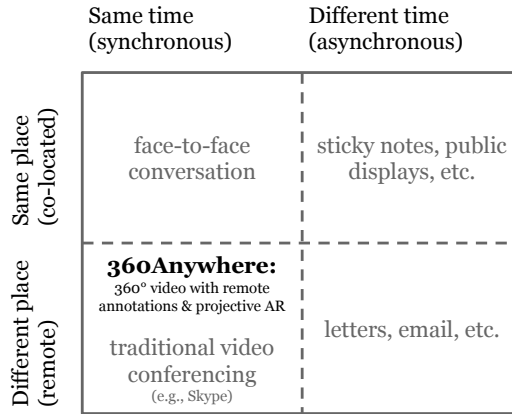 Same time
(synchronous)
Different time
(asynchronous)
Same place
(co-located)
face-to-face
conversation
sticky notes, public
displays, etc.
Different place
(remote)
360Anywhere:
360° video with remote
annotations & projective AR
traditional video
conferencing
(e.g., Skype)
letters, email, etc.